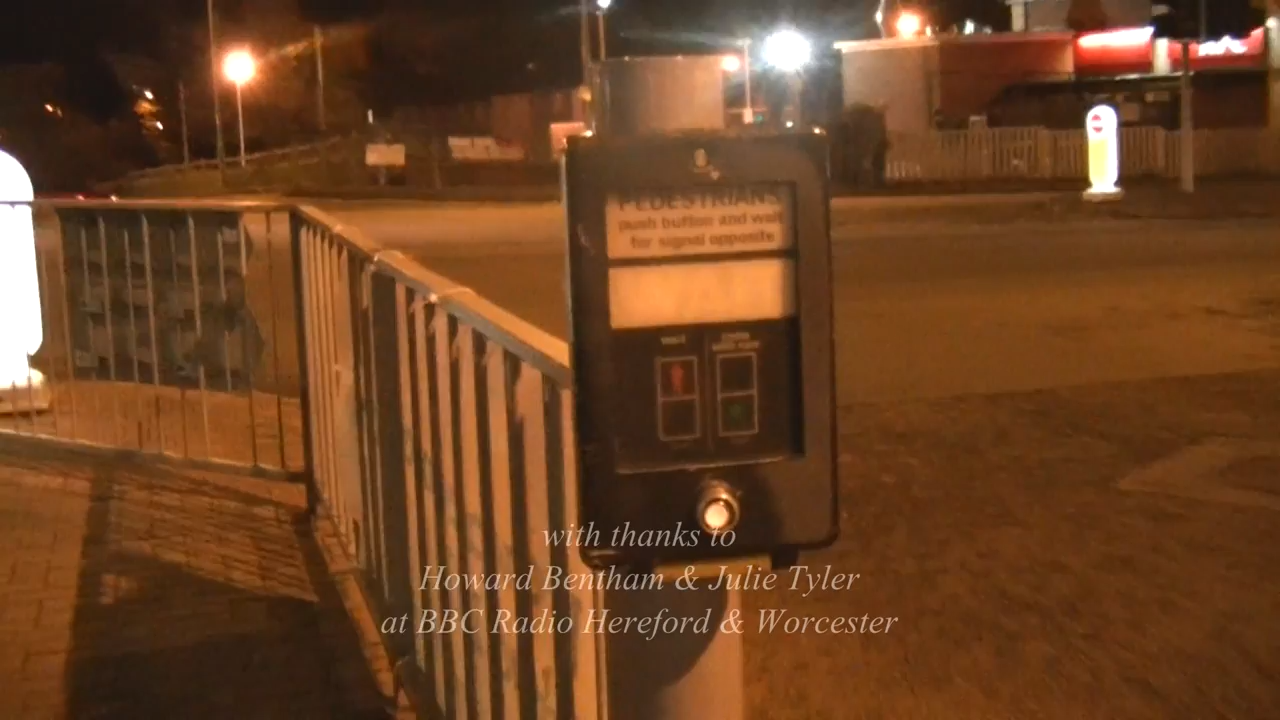 PEDESTRIANS
push button and wait
for signal opposite
with thanks to
Howard Bentham & Julie Tyler
at BBC Radio Hereford & Worcester